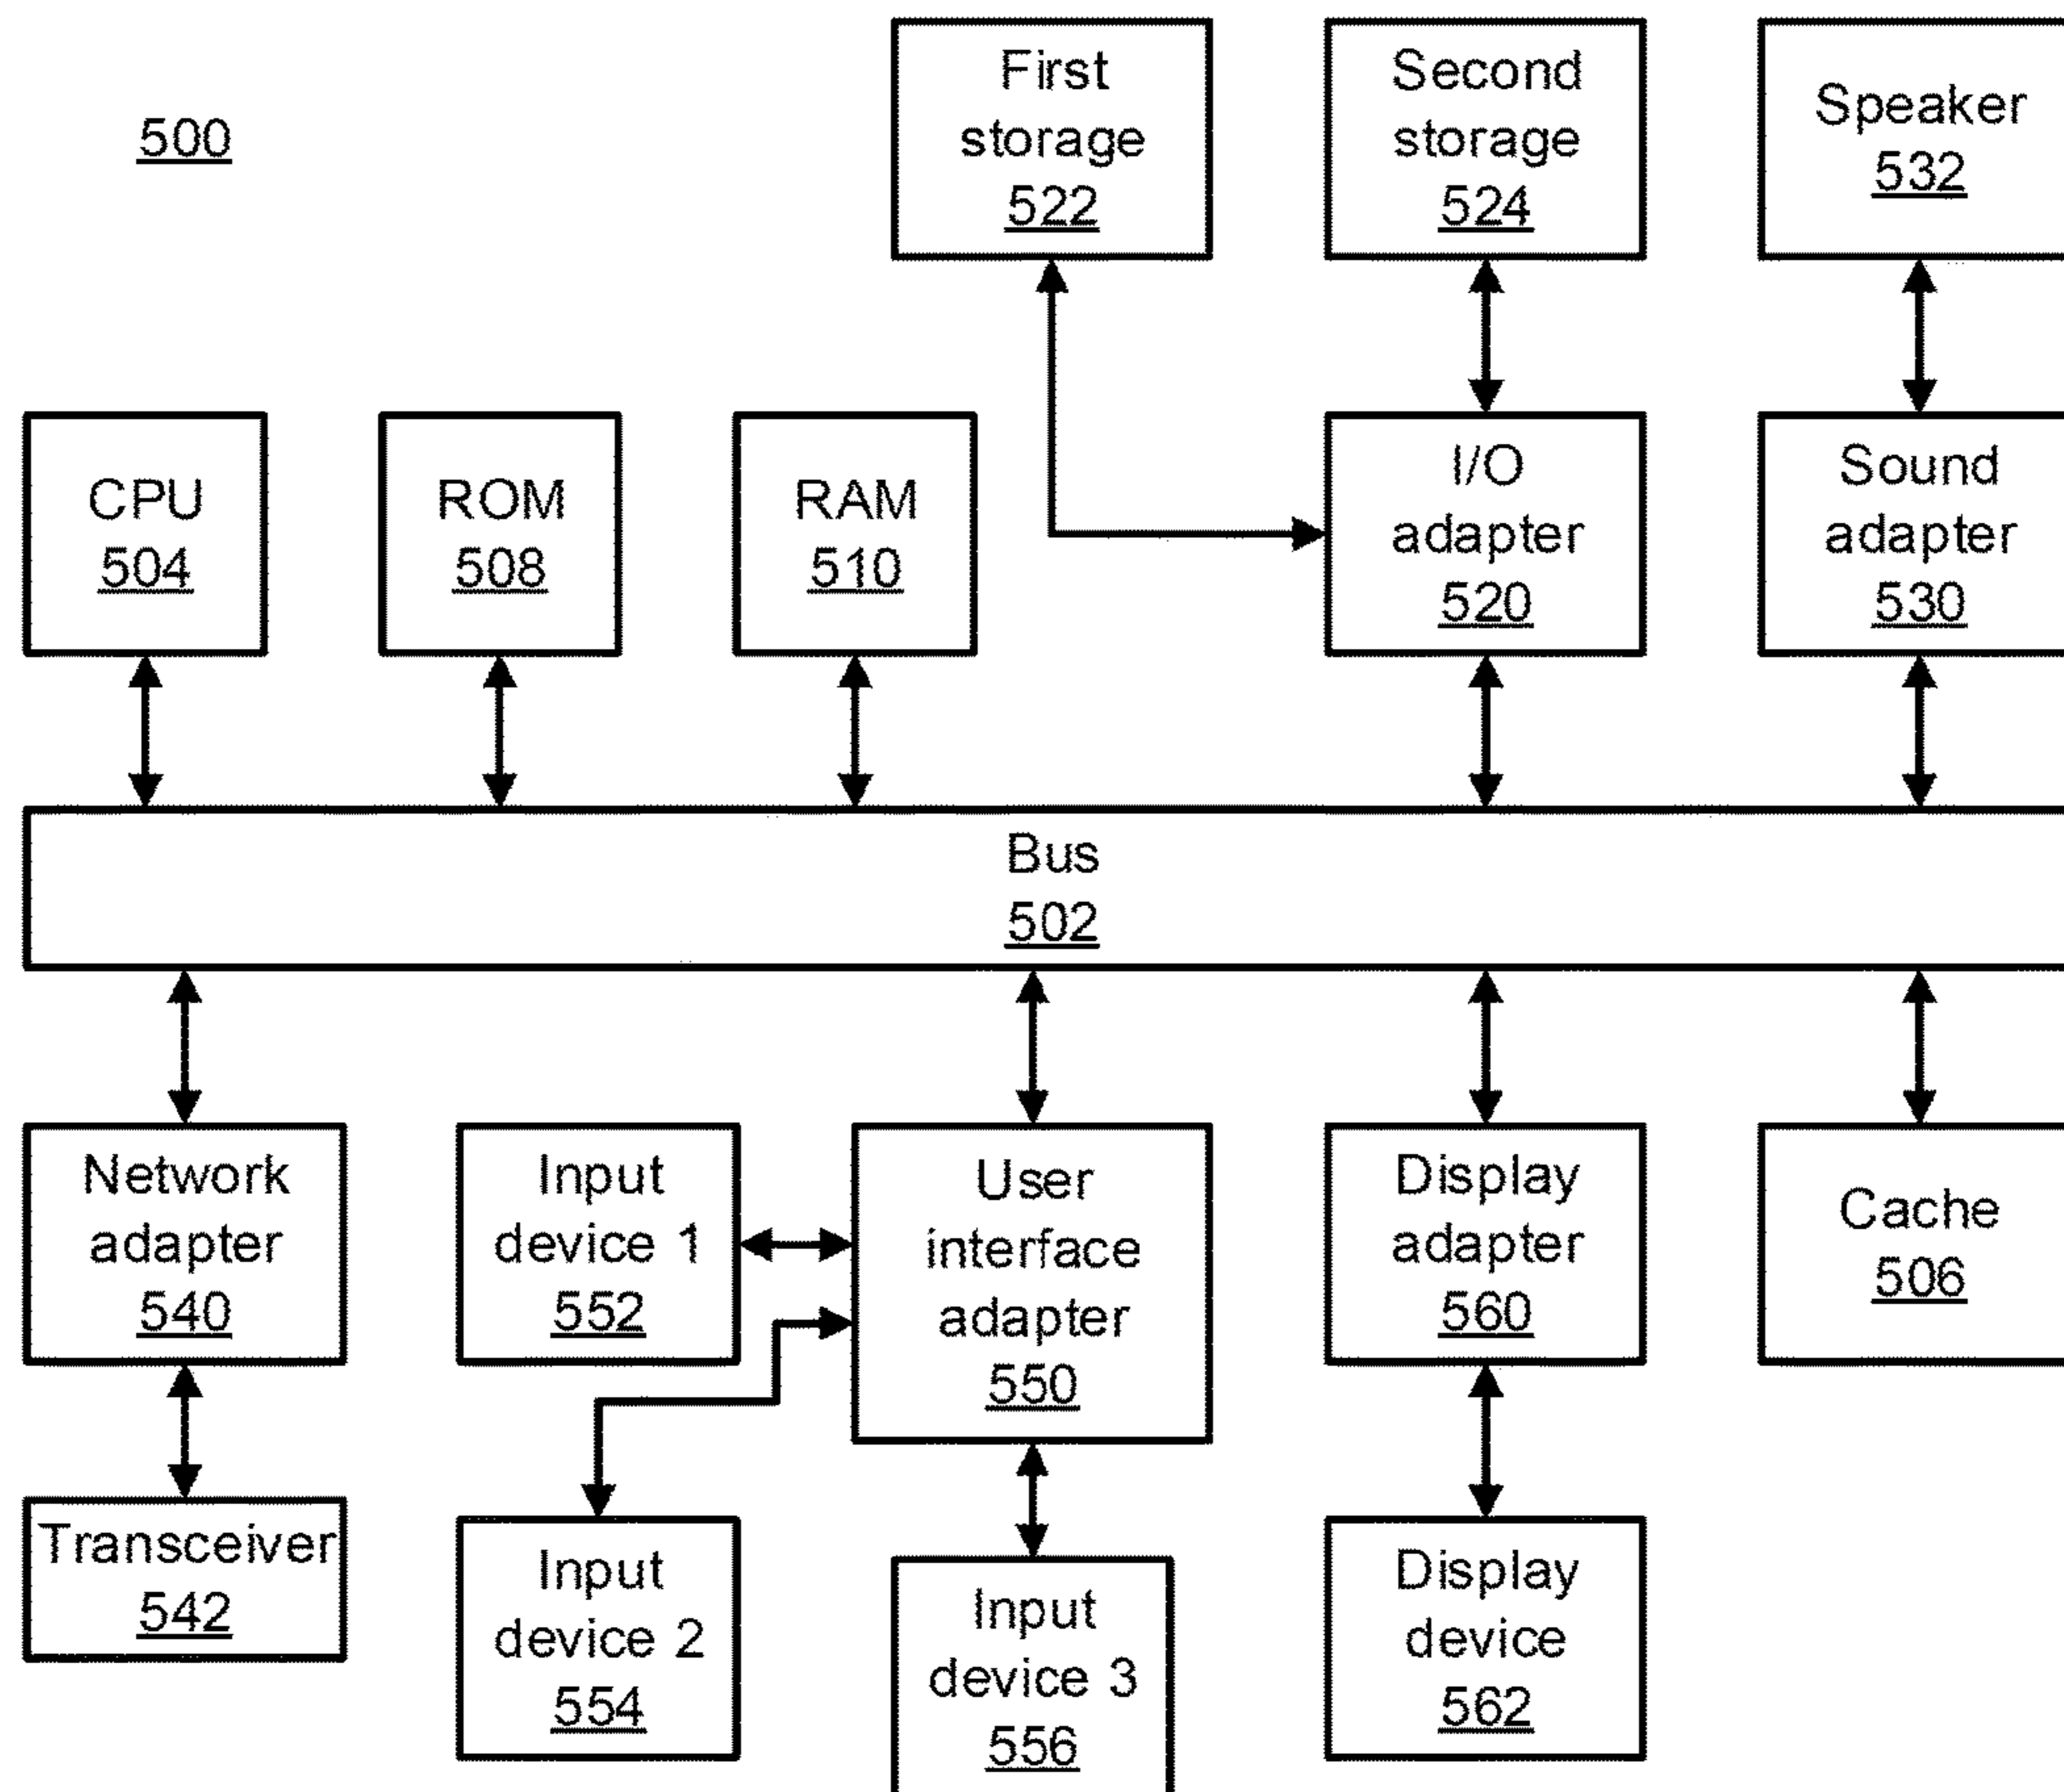 500
First
storage
522
Second
storage
524
Speaker
532
CPU
504
ROM
508
RAM
510
I/O
adapter
520
Sound
adapter
530
Bus
502
Network
adapter
540
Input
device 1
552
User
interface
adapter
550
Display
adapter
560
Cache
506
Transceiver
542
Input
device 2
554
Input
device 3
556
Display
device
562